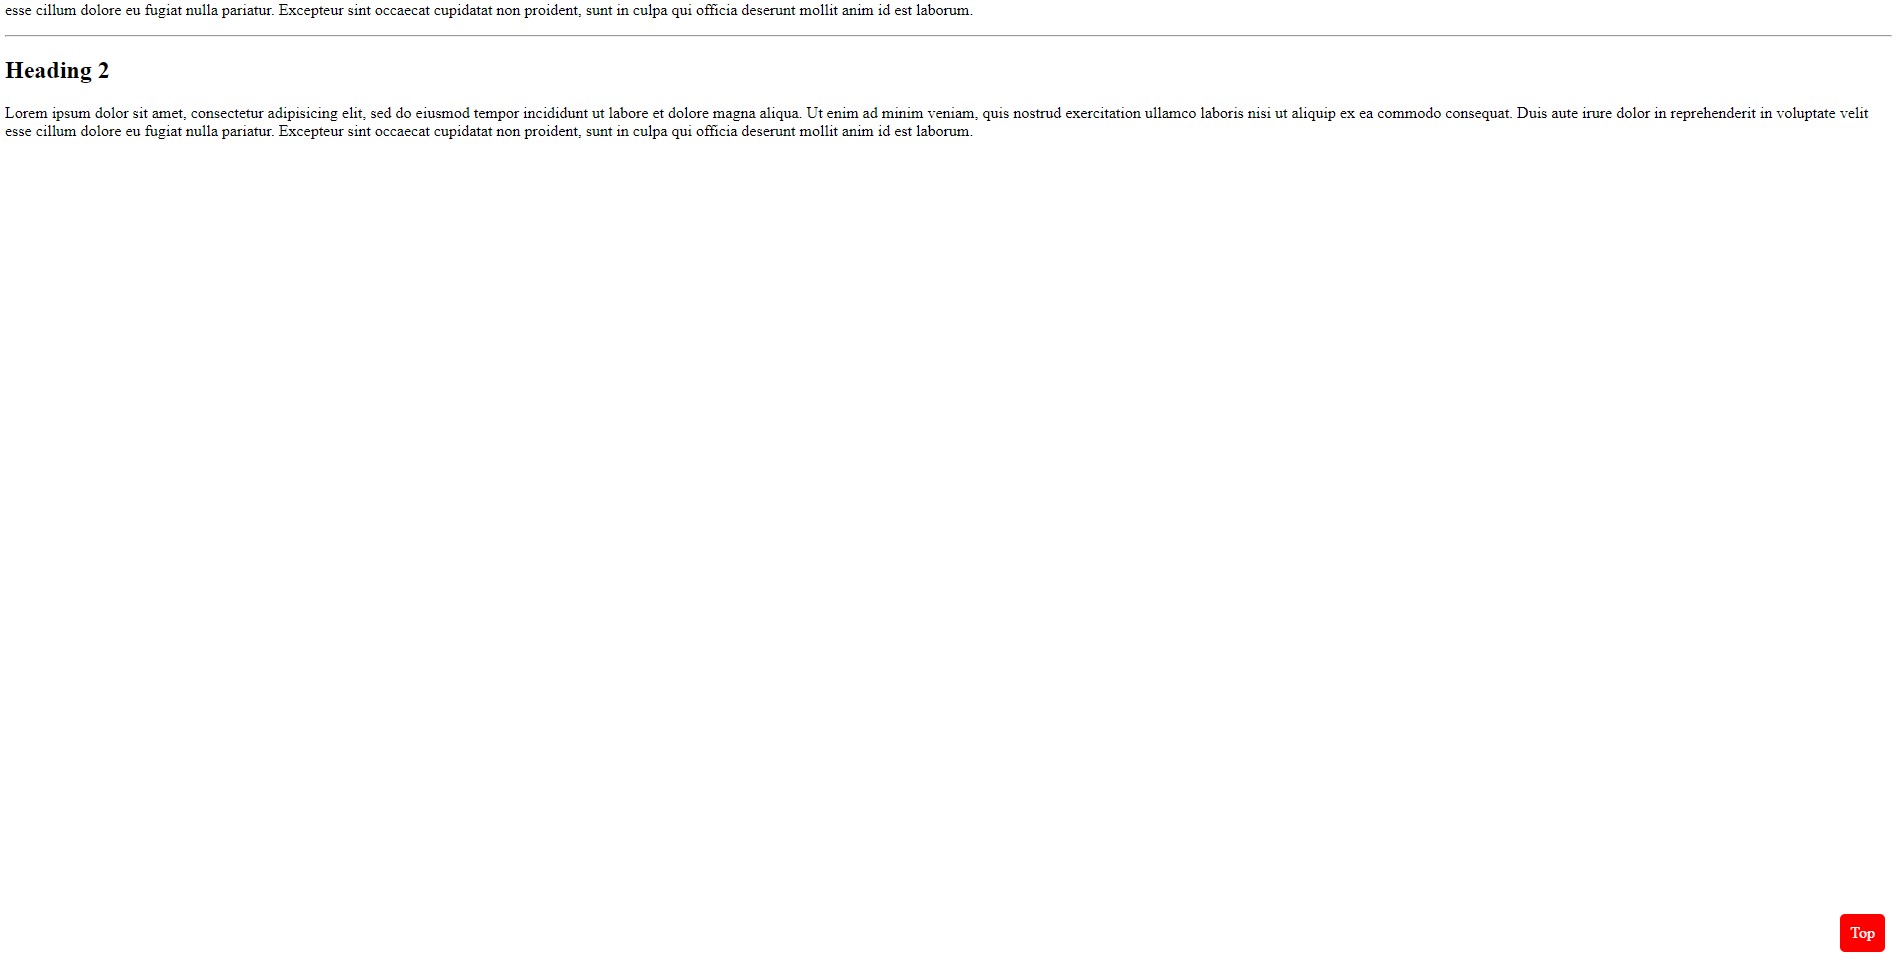 esse cillum dolore eu fugiat nulla pariatur. Excepteur sint occaecat cupidatat non proident, sunt in culpa qui officia deserunt mollit anim id est laborum.
Heading 2
Lorem ipsum dolor sit amet, consectetur adipisicing elit, sed do eiusmod tempor incididunt ut labore et dolore magna aliqua. Ut enim ad minim veniam, quis nostrud exercitation ullamco laboris nisi ut aliquip ex ea commodo consequat. Duis aute irure dolor in reprehenderit in voluptate velit
esse cillum dolore eu fugiat nulla pariatur. Excepteur sint occaecat cupidatat non proident, sunt in culpa qui officia deserunt mollit anim id est laborum.
Top